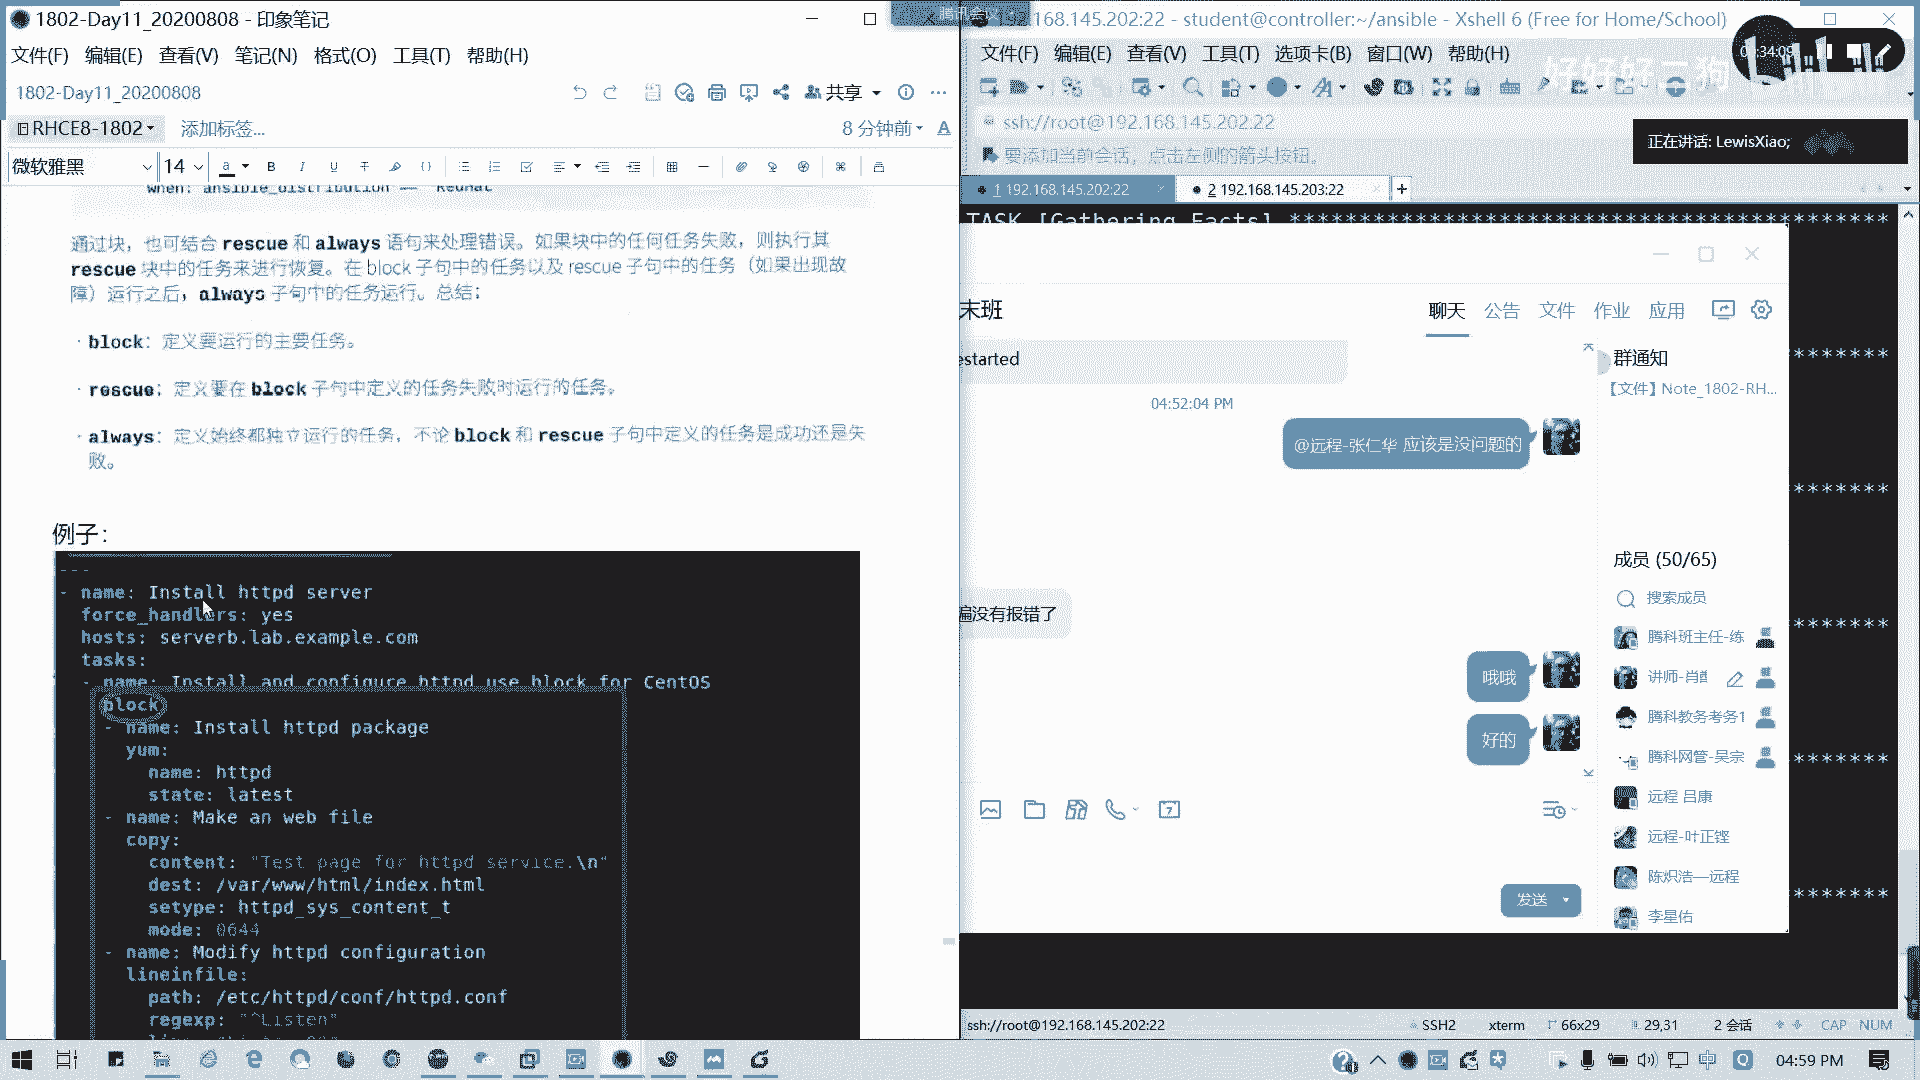 1802-Day11_20200808 - 印象笔记
文件(F) 编辑(E) 查看(V) 笔记(N) 格式(O) 工具(T) 帮助(H)
1802-Day11_20200808
共享
RHCE8-1802
添加标签...
8 分钟前
微软雅黑
14
when: ansible_distribution == "RedHat"
通过块，也可结合 rescue 和 always 语句来处理错误。如果块中的任何任务失败，则执行其
rescue 块中的任务来进行恢复。在 block 子句中的任务以及 rescue 子句中的任务（如果出现故
障）运行之后，always 子句中的任务运行。总结：
· block：定义要运行的主要任务。
· rescue：定义要在 block 子句中定义的任务失败时运行的任务。
· always：定义始终都独立运行的任务，不论 block 和 rescue 子句中定义的任务是成功还是失
败。
例子：
---
- name: Install httpd server
force_handlers: yes
hosts: serverb.lab.example.com
tasks:
- name: Install and configure httpd use block for CentOS
block
- name: Install httpd package
yum:
name: httpd
state: latest
- name: Make an web file
copy:
content: "Test page for httpd service.\n"
dest: /var/www/html/index.html
setype: httpd_sys_content_t
mode: 0644
- name: Modify httpd configuration
lineinfile:
path: /etc/httpd/conf/httpd.conf
regexp: "^Listen"
腾讯会议
192.168.145.202:22 - student@controller:~/ansible - Xshell 6 (Free for Home/School)
文件(F) 编辑(E) 查看(V) 工具(T) 选项卡(B) 窗口(W) 帮助(H)
好好好二狗
ssh://root@192.168.145.202:22
要添加当前会话，点击左侧的箭头按钮。
正在讲话: LewisXiao;
1 192.168.145.202:22
2 192.168.145.203:22
TASK [Gathering Facts] *******************************************
末班
聊天 公告 文件 作业 应用
estarted
04:52:04 PM
@远程-张仁华 应该是没问题的
遍没有报错了
哦哦
好的
发送
群通知
【文件】Note_1802-RH...
成员 (50/65)
搜索成员
腾科班主任-练
讲师-肖
腾科教务考务1
腾科网管-吴宗
远程 吕康
远程-叶正铿
陈炽浩—远程
李星佑
ssh://root@192.168.145.202:22
SSH2
xterm
66x29
29,31
2 会话
CAP NUM
04:59 PM